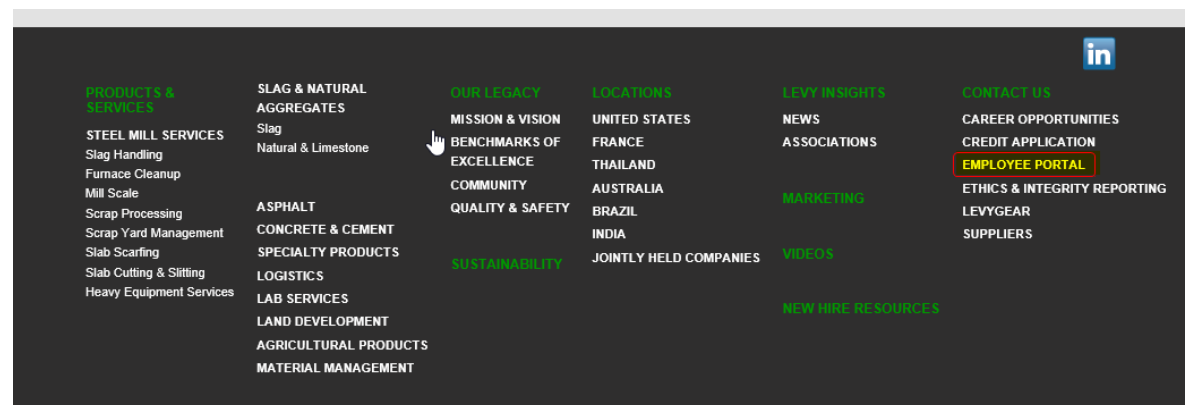 in
PRODUCTS &
SERVICES
STEEL MILL SERVICES
Slag Handling
Furnace Cleanup
Mill Scale
Scrap Processing
Scrap Yard Management
Slab Scarfing
Slab Cutting & Slitting
Heavy Equipment Services
SLAG & NATURAL
AGGREGATES
Slag
Natural & Limestone
ASPHALT
CONCRETE & CEMENT
SPECIALTY PRODUCTS
LOGISTICS
LAB SERVICES
LAND DEVELOPMENT
AGRICULTURAL PRODUCTS
MATERIAL MANAGEMENT
OUR LEGACY
MISSION & VISION
BENCHMARKS OF
EXCELLENCE
COMMUNITY
QUALITY & SAFETY
SUSTAINABILITY
LOCATIONS
UNITED STATES
FRANCE
THAILAND
AUSTRALIA
BRAZIL
INDIA
JOINTLY HELD COMPANIES
LEVY INSIGHTS
NEWS
ASSOCIATIONS
MARKETING
VIDEOS
NEW HIRE RESOURCES
CONTACT US
CAREER OPPORTUNITIES
CREDIT APPLICATION
EMPLOYEE PORTAL
ETHICS & INTEGRITY REPORTING
LEVYGEAR
SUPPLIERS